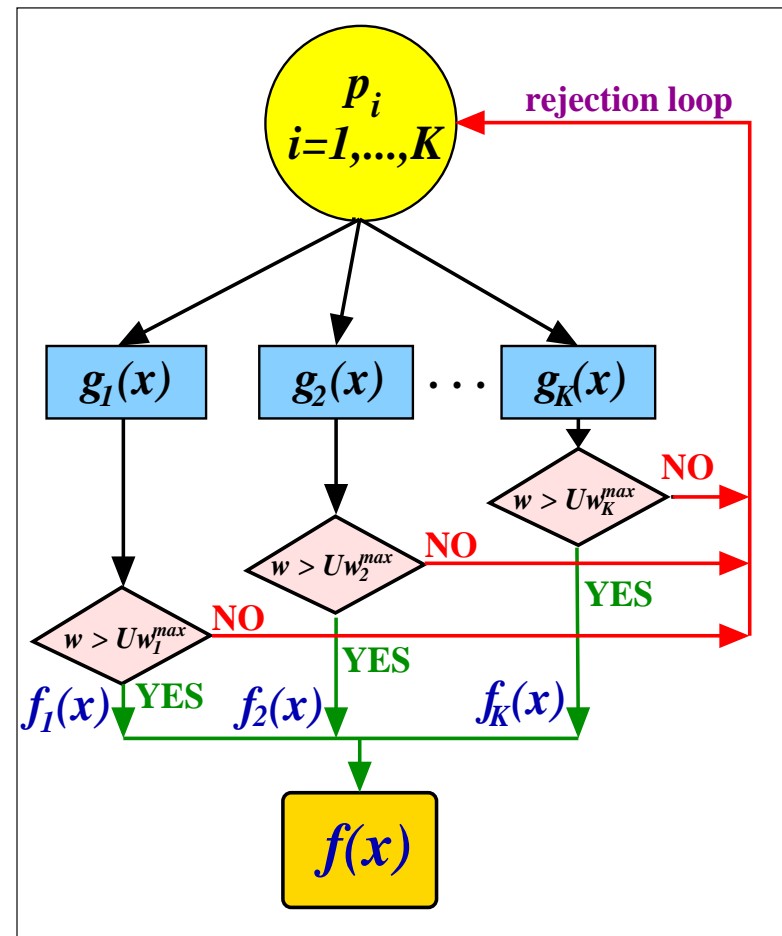 p_i
i=1,...,K
rejection loop
g_1(x)
g_2(x)
. . .
g_K(x)
w > Uw_K^max
NO
YES
w > Uw_2^max
NO
YES
w > Uw_1^max
NO
YES
f_1(x)
f_2(x)
f_K(x)
f(x)